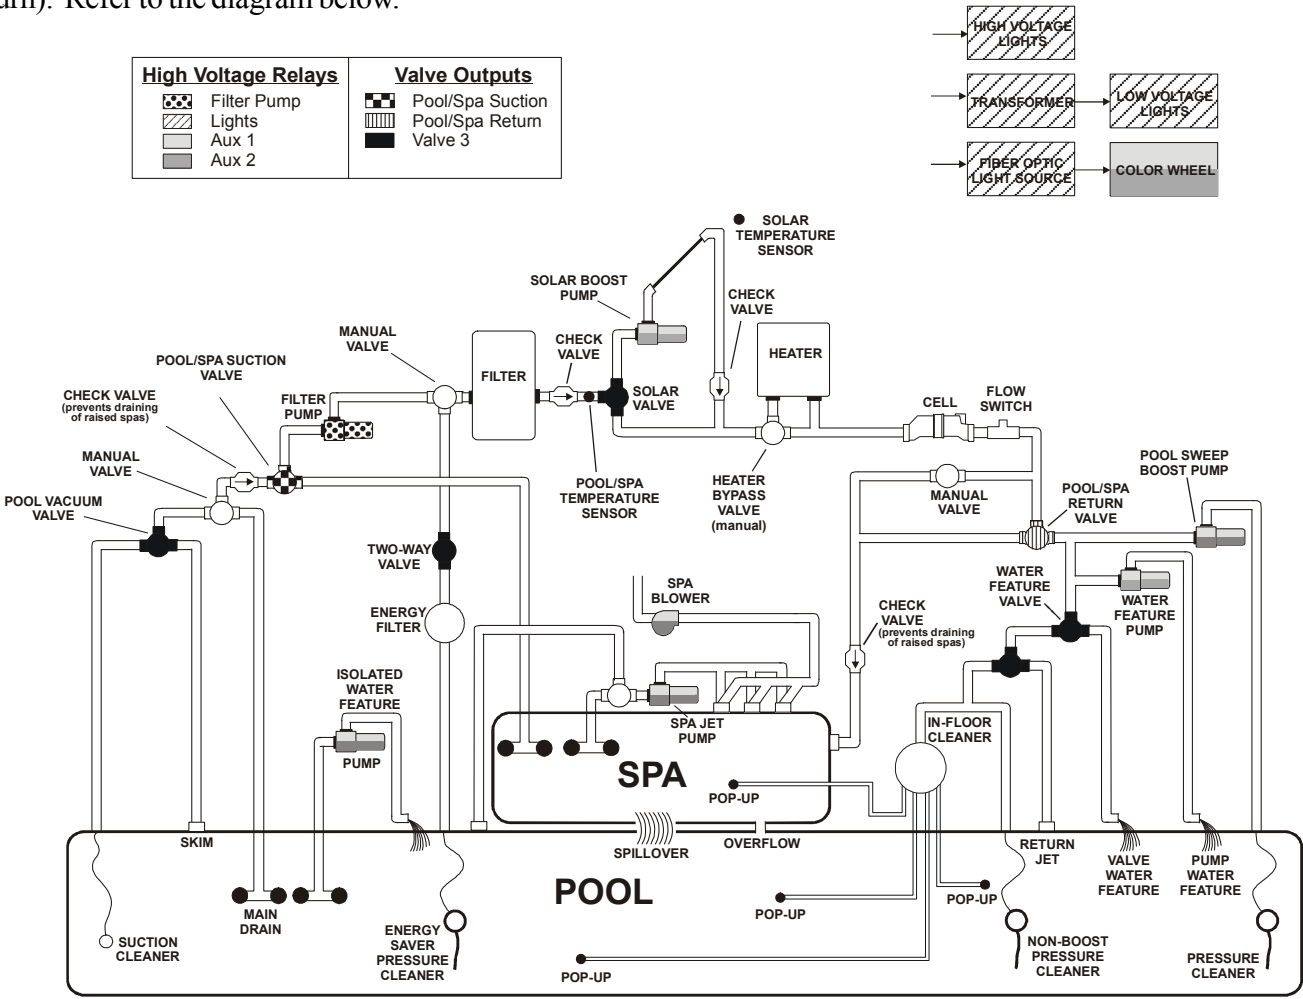 urn).  Refer to the diagram below.
HIGH VOLTAGE
LIGHTS
TRANSFORMER
LOW VOLTAGE
LIGHTS
FIBER OPTIC
LIGHT SOURCE
COLOR WHEEL
High Voltage Relays
Filter Pump
Lights
Aux 1
Aux 2
Valve Outputs
Pool/Spa Suction
Pool/Spa Return
Valve 3
SOLAR
TEMPERATURE
SENSOR
SOLAR BOOST
PUMP
CHECK
VALVE
MANUAL
VALVE
CHECK
VALVE
HEATER
POOL/SPA SUCTION
VALVE
FILTER
SOLAR
VALVE
CHECK VALVE
(prevents draining
of raised spas)
FILTER
PUMP
CELL
FLOW
SWITCH
MANUAL
VALVE
POOL VACUUM
VALVE
POOL/SPA
TEMPERATURE
SENSOR
HEATER
BYPASS
VALVE
(manual)
MANUAL
VALVE
POOL/SPA
RETURN
VALVE
POOL SWEEP
BOOST PUMP
TWO-WAY
VALVE
ENERGY
FILTER
SPA
BLOWER
WATER
FEATURE
VALVE
WATER
FEATURE
PUMP
CHECK
VALVE
(prevents draining
of raised spas)
ISOLATED
WATER
FEATURE
PUMP
SPA JET
PUMP
IN-FLOOR
CLEANER
SPA
POP-UP
SKIM
SPILLOVER
OVERFLOW
RETURN
JET
VALVE
WATER
FEATURE
PUMP
WATER
FEATURE
POOL
MAIN
DRAIN
POP-UP
POP-UP
SUCTION
CLEANER
ENERGY
SAVER
PRESSURE
CLEANER
POP-UP
NON-BOOST
PRESSURE
CLEANER
PRESSURE
CLEANER